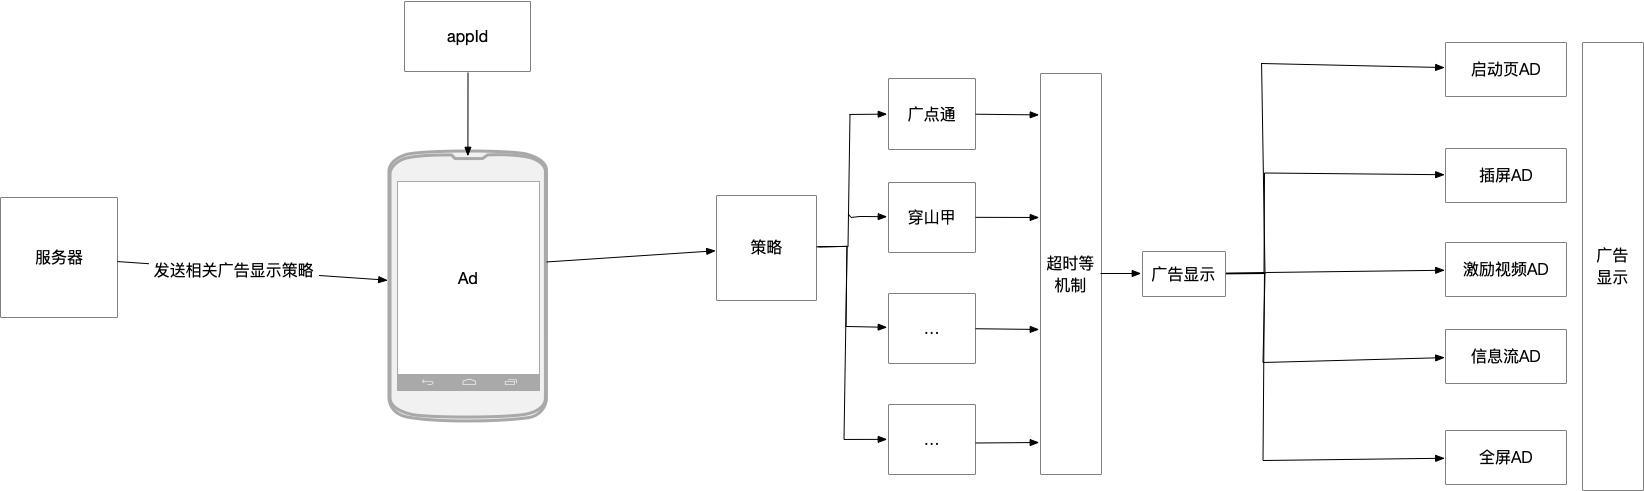 appId
服务器
发送相关广告显示策略
Ad
策略
广点通
穿山甲
...
...
超时等
机制
广告显示
启动页AD
插屏AD
激励视频AD
信息流AD
全屏AD
广告
显示